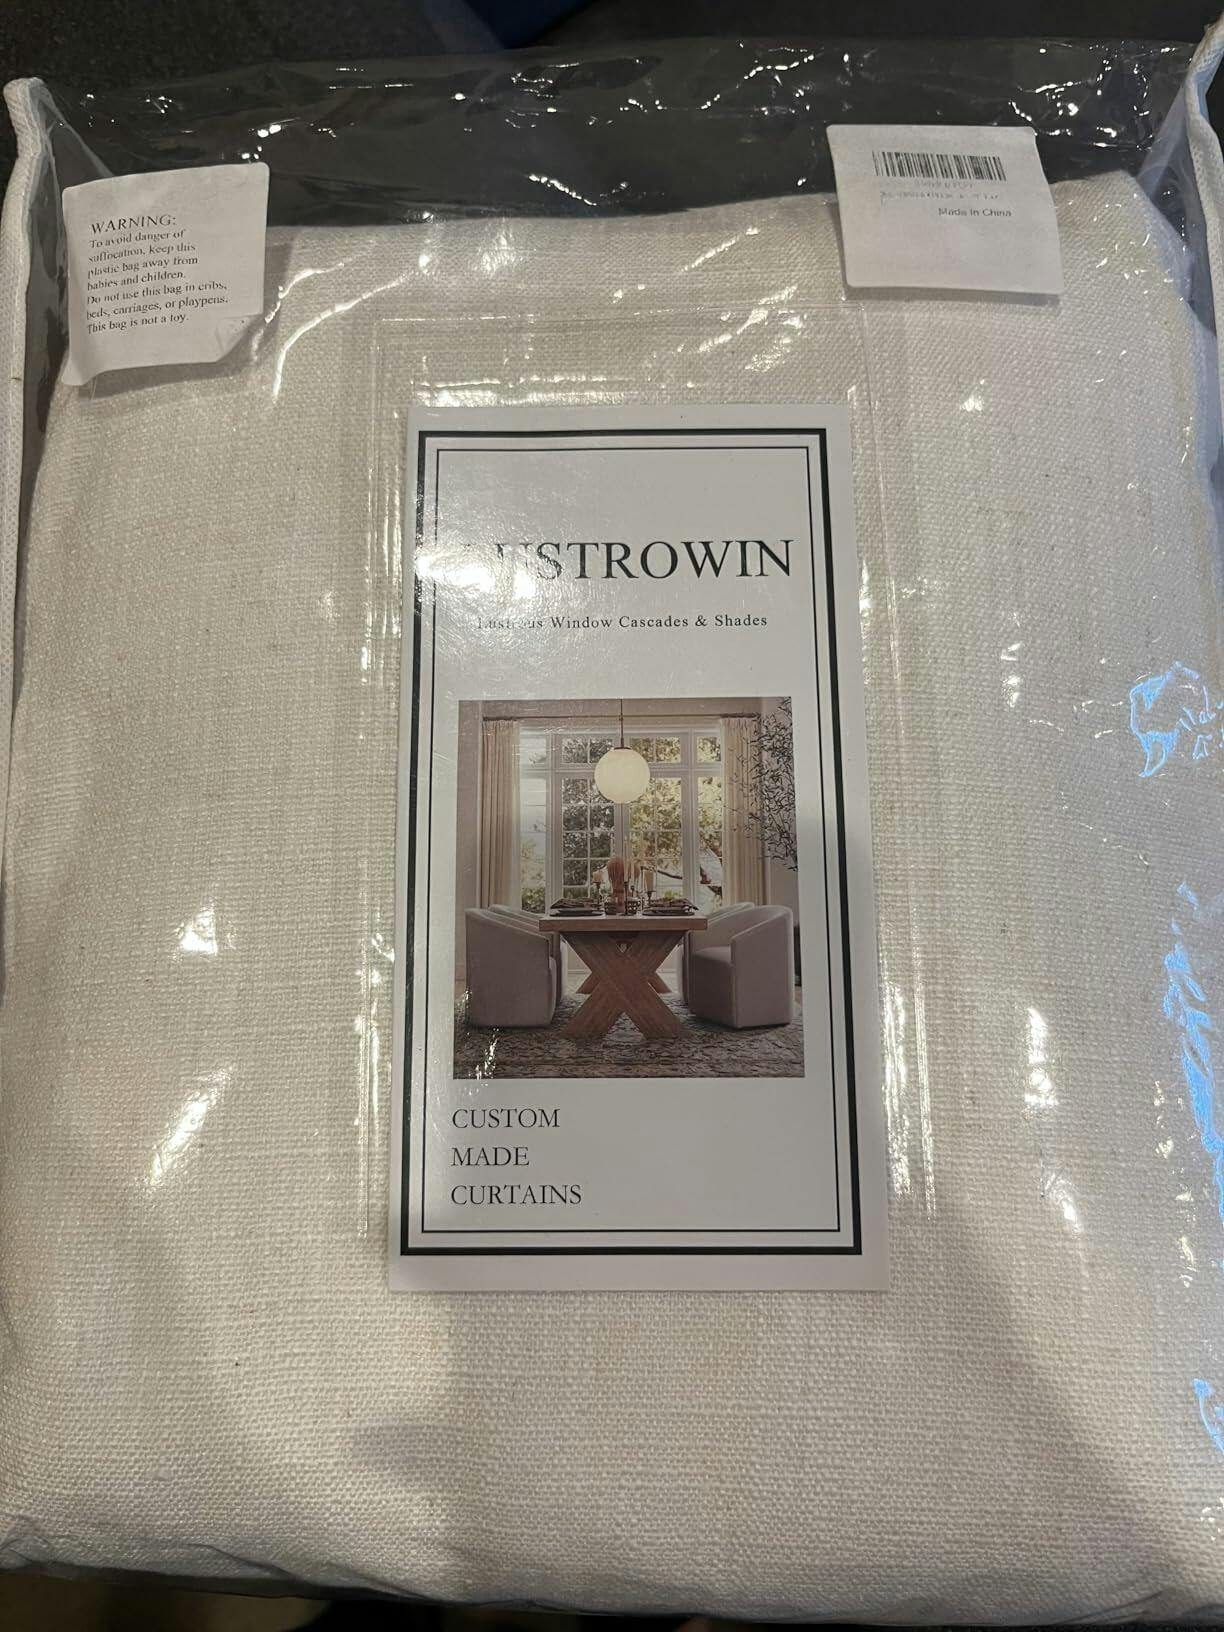 WARNING:
To avoid danger of
suffocation, keep this
plastic bag away from
babies and children.
Do not use this bag in cribs,
beds, carriages, or playpens.
This bag is not a toy.
Made in China
LUSTROWIN
Lustrous Window Cascades & Shades
CUSTOM
MADE
CURTAINS